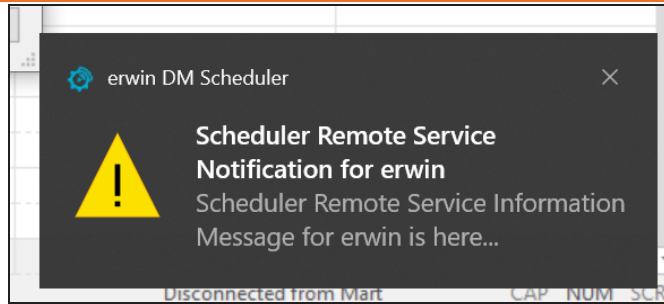 erwin DM Scheduler
Scheduler Remote Service
Notification for erwin
Scheduler Remote Service Information
Message for erwin is here...
Disconnected from Mart CAP NUM SCR